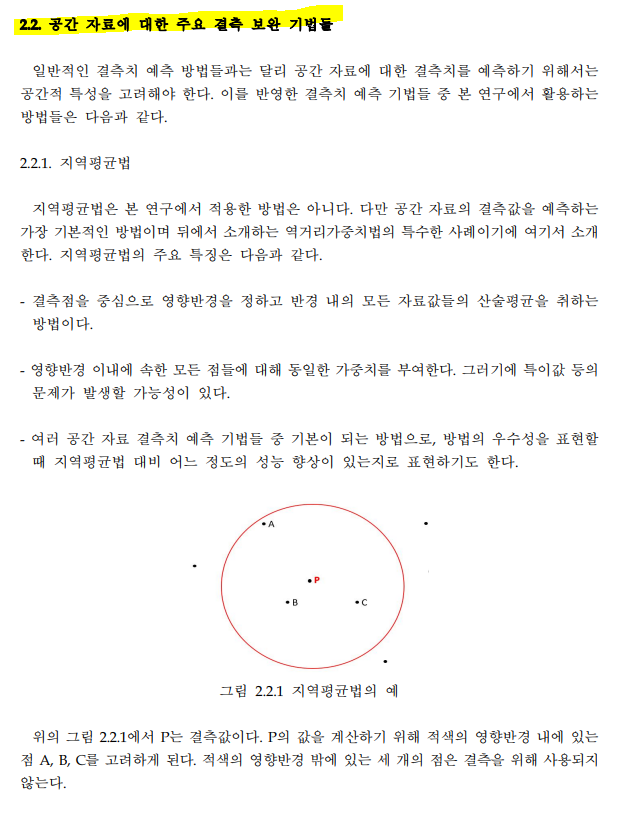 2.2. 공간 자료에 대한 주요 결측 보완 기법들
일반적인 결측치 예측 방법들과는 달리 공간 자료에 대한 결측치를 예측하기 위해서는
공간적 특성을 고려해야 한다. 이를 반영한 결측치 예측 기법들 중 본 연구에서 활용하는
방법들은 다음과 같다.
2.2.1. 지역평균법
지역평균법은 본 연구에서 적용한 방법은 아니다. 다만 공간 자료의 결측값을 예측하는
가장 기본적인 방법이며 뒤에서 소개하는 역거리가중치법의 특수한 사례이기에 여기서 소개
한다. 지역평균법의 주요 특징은 다음과 같다.
- 결측점을 중심으로 영향반경을 정하고 반경 내의 모든 자료값들의 산술평균을 취하는
방법이다.
- 영향반경 이내에 속한 모든 점들에 대해 동일한 가중치를 부여한다. 그러기에 특이값 등의
문제가 발생할 가능성이 있다.
- 여러 공간 자료 결측치 예측 기법들 중 기본이 되는 방법으로, 방법의 우수성을 표현할
때 지역평균법 대비 어느 정도의 성능 향상이 있는지로 표현하기도 한다.
A
P
B
C
그림 2.2.1 지역평균법의 예
위의 그림 2.2.1에서 P는 결측값이다. P의 값을 계산하기 위해 적색의 영향반경 내에 있는
점 A, B, C를 고려하게 된다. 적색의 영향반경 밖에 있는 세 개의 점은 결측을 위해 사용되지
않는다.